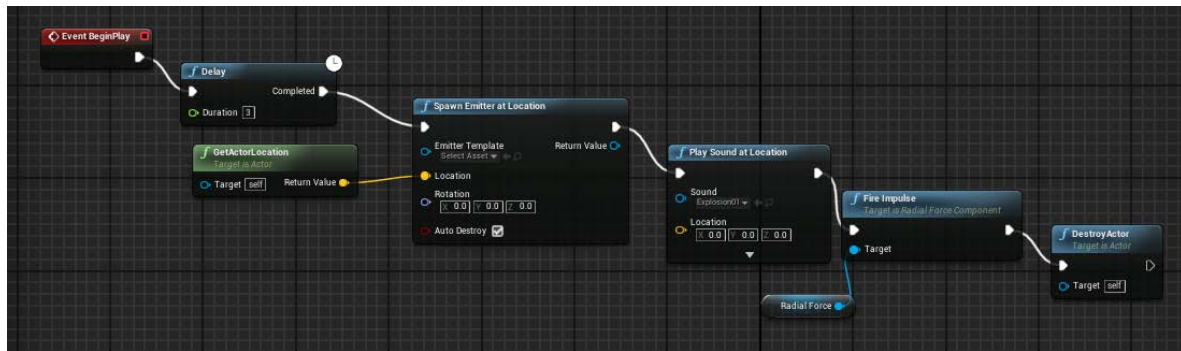 Event BeginPlay
f Delay
Completed
Duration 3
f GetActorLocation
Target is Actor
Target self Return Value
f Spawn Emitter at Location
Emitter Template Return Value
Select Asset
Location
Rotation
X 0.0 Y 0.0 Z 0.0
Auto Destroy
f Play Sound at Location
Sound
Explosion01
Location
X 0.0 Y 0.0 Z 0.0
f Fire Impulse
Target is Radial Force Component
Target
Radial Force
f DestroyActor
Target is Actor
Target self